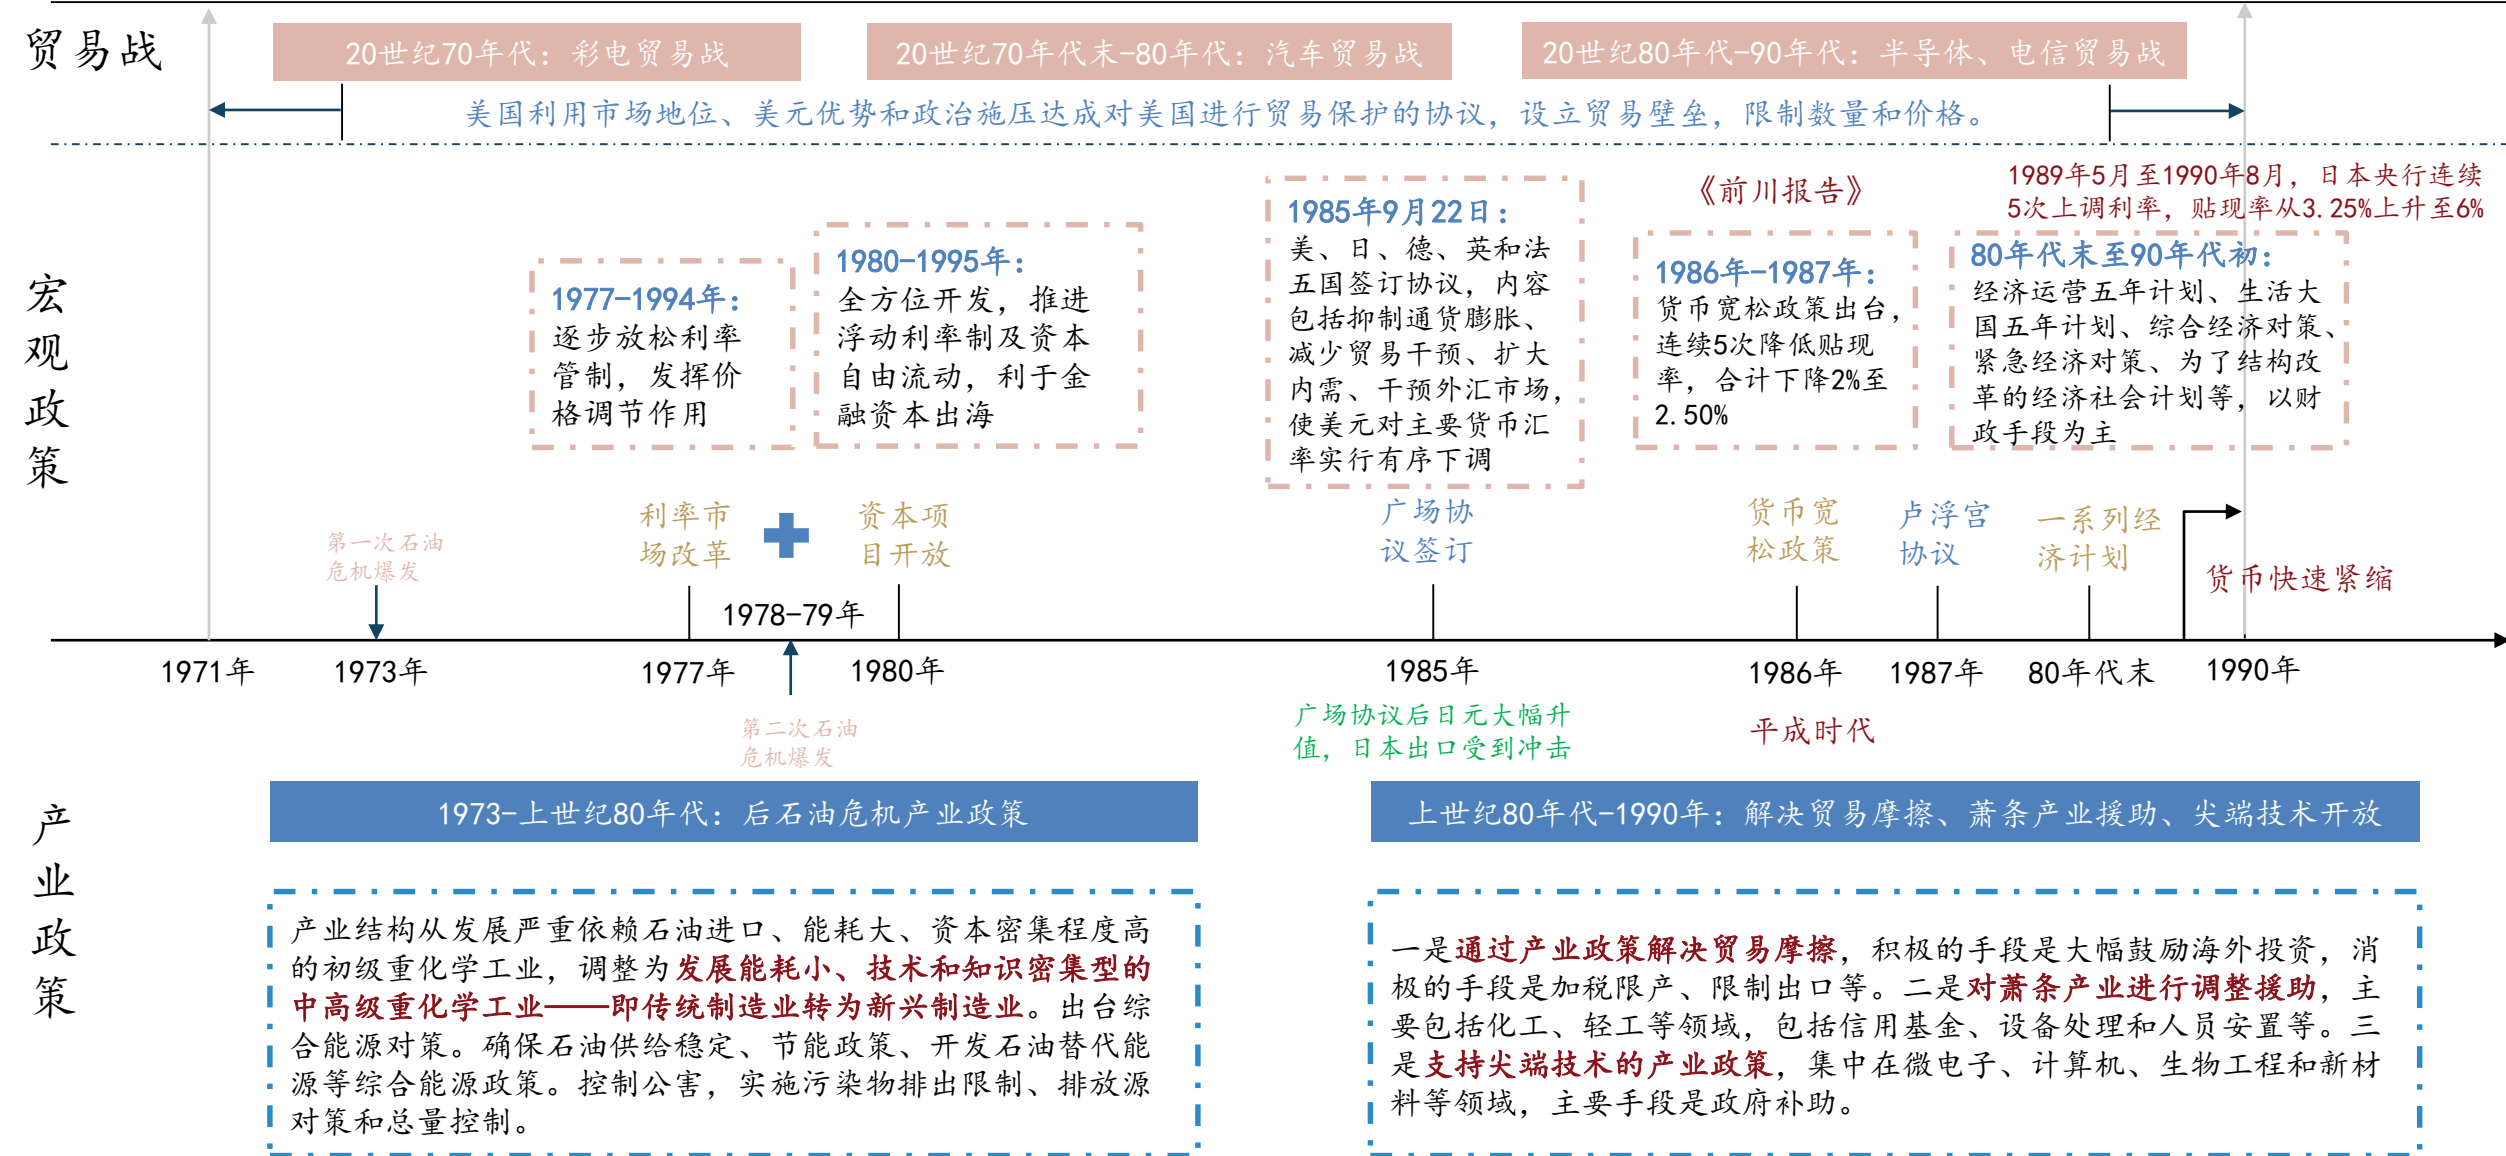 贸易战
20世纪70年代：彩电贸易战
20世纪70年代末-80年代：汽车贸易战
20世纪80年代-90年代：半导体、电信贸易战
美国利用市场地位、美元优势和政治施压达成对美国进行贸易保护的协议，设立贸易壁垒，限制数量和价格。
宏
观
政
策
1977-1994年：
逐步放松利率
管制，发挥价
格调节作用
1980-1995年：
全方位开发，推进
浮动利率制及资本
自由流动，利于金
融资本出海
1985年9月22日：
美、日、德、英和法
五国签订协议，内容
包括抑制通货膨胀、
减少贸易干预、扩大
内需、干预外汇市场，
使美元对主要货币汇
率实行有序下调
《前川报告》
1986年-1987年：
货币宽松政策出台，
连续5次降低贴现
率，合计下降2%至
2.50%
1989年5月至1990年8月，日本央行连续
5次上调利率，贴现率从3.25%上升至6%
80年代末至90年代初：
经济运营五年计划、生活大
国五年计划、综合经济对策、
紧急经济对策、为了结构改
革的经济社会计划等，以财
政手段为主
第一次石油
危机爆发
利率市
场改革
资本项
目开放
广场协
议签订
货币宽
松政策
卢浮宫
协议
一系列经
济计划
货币快速紧缩
1978-79年
1971年
1973年
1977年
1980年
1985年
1986年
1987年
80年代末
1990年
第二次石油
危机爆发
广场协议后日元大幅升
值，日本出口受到冲击
平成时代
产
业
政
策
1973-上世纪80年代：后石油危机产业政策
产业结构从发展严重依赖石油进口、能耗大、资本密集程度高
的初级重化学工业，调整为发展能耗小、技术和知识密集型的
中高级重化学工业——即传统制造业转为新兴制造业。出台综
合能源对策。确保石油供给稳定、节能政策、开发石油替代能
源等综合能源政策。控制公害，实施污染物排出限制、排放源
对策和总量控制。
上世纪80年代-1990年：解决贸易摩擦、萧条产业援助、尖端技术开放
一是通过产业政策解决贸易摩擦，积极的手段是大幅鼓励海外投资，消
极的手段是加税限产、限制出口等。二是对萧条产业进行调整援助，主
要包括化工、轻工等领域，包括信用基金、设备处理和人员安置等。三
是支持尖端技术的产业政策，集中在微电子、计算机、生物工程和新材
料等领域，主要手段是政府补助。